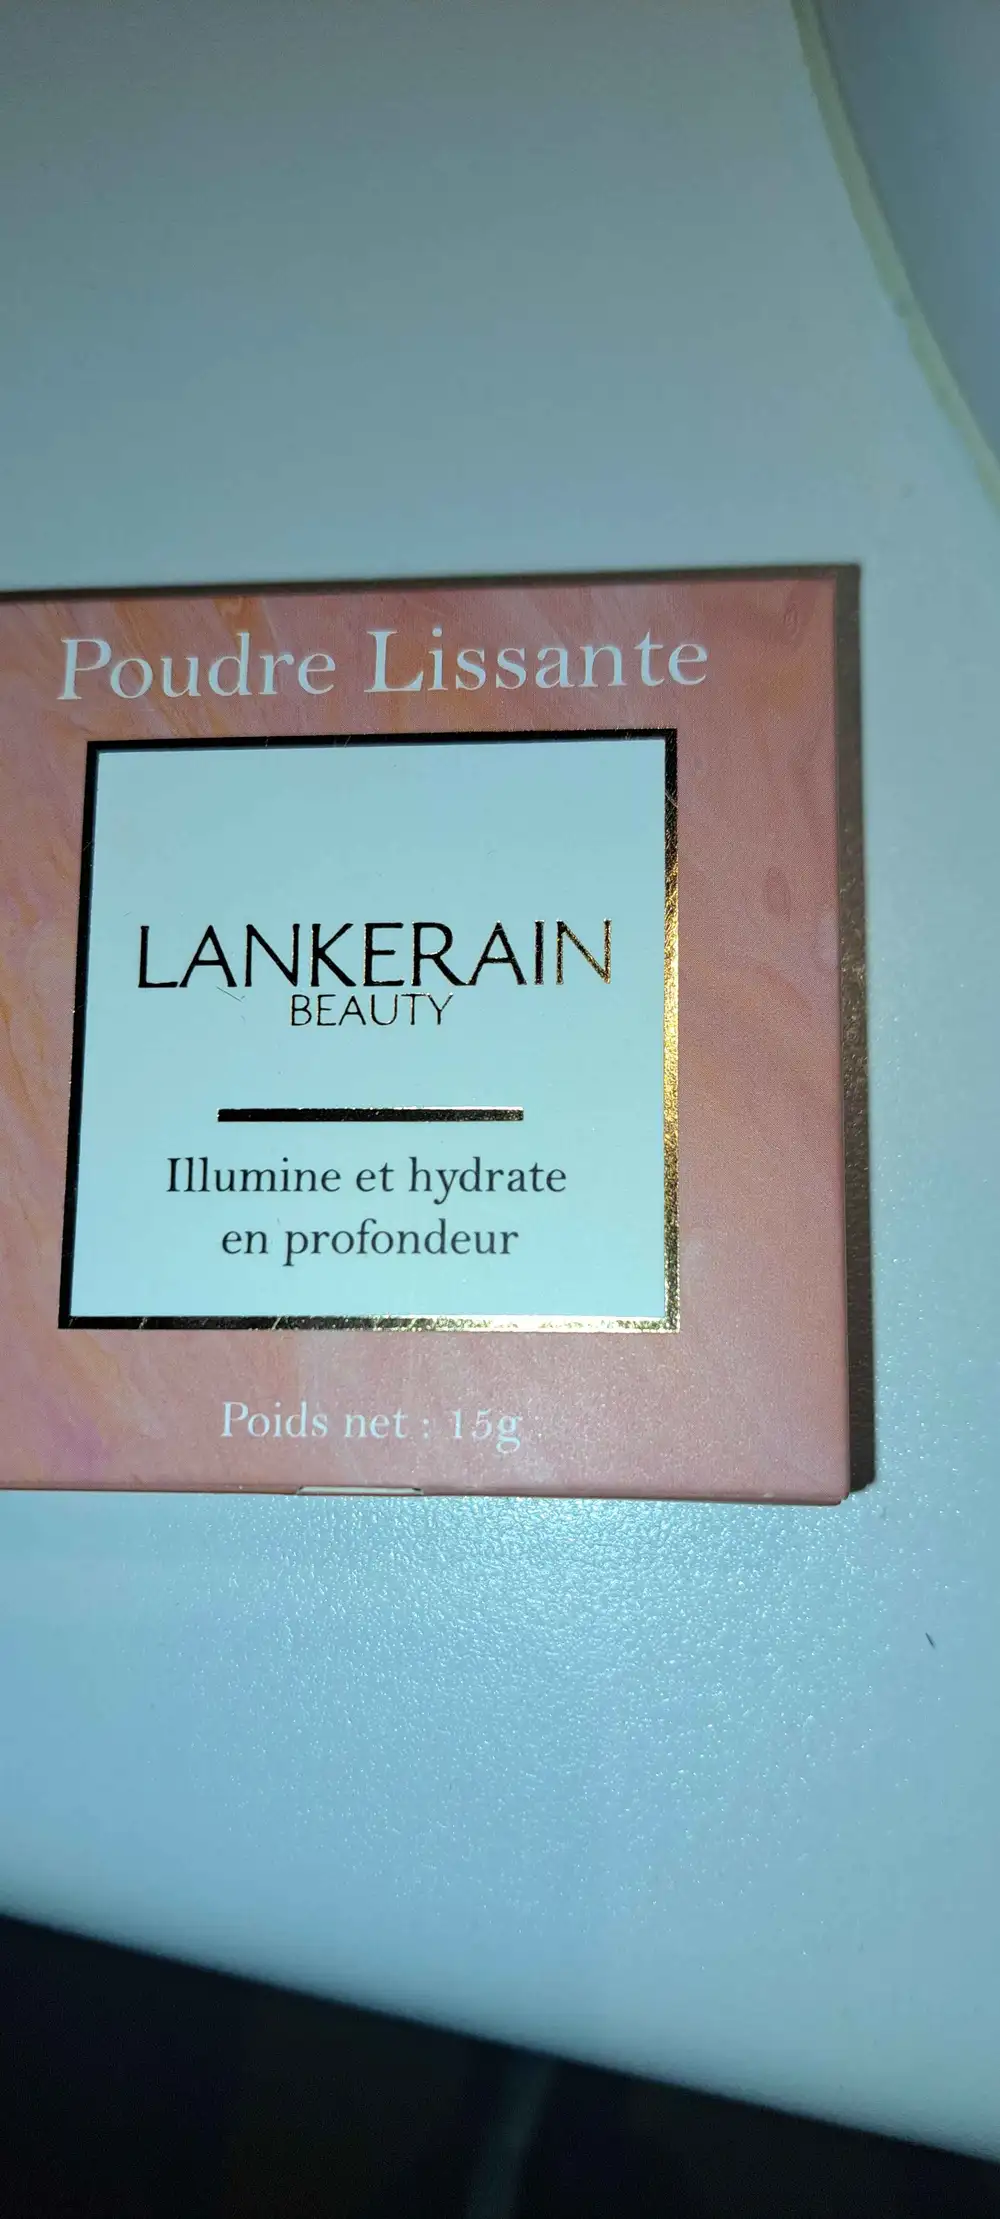 Poudre Lissante
LANKERAIN
BEAUTY
Illumine et hydrate
en profondeur
Poids net : 15g